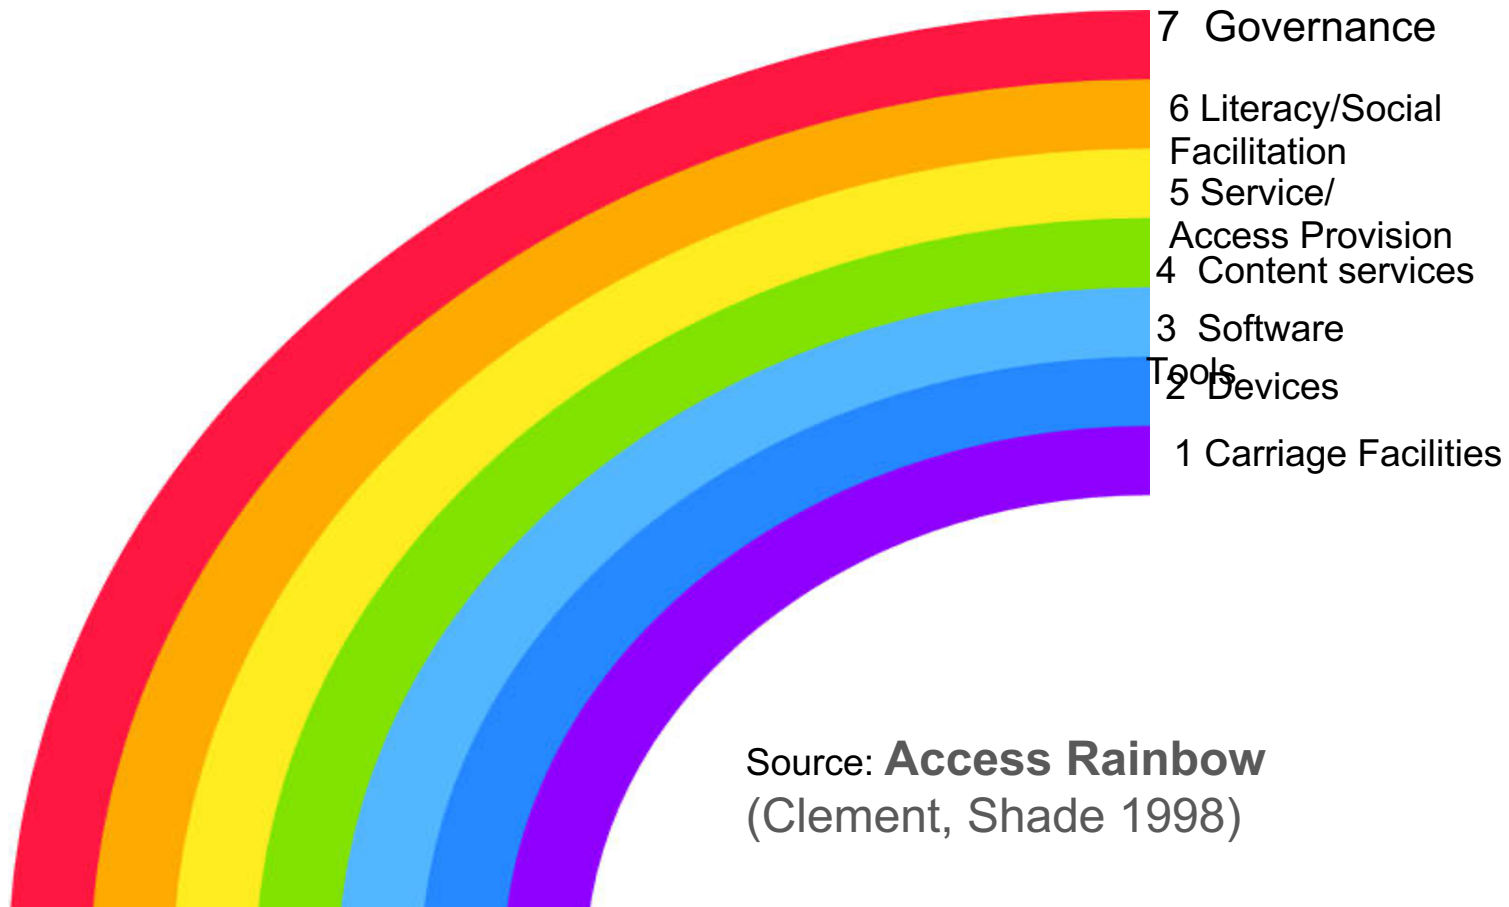 7 Governance
6 Literacy/Social
Facilitation
5 Service/
Access Provision
4 Content services
3 Software
Tools
2 Devices
1 Carriage Facilities
Source: Access Rainbow
(Clement, Shade 1998)